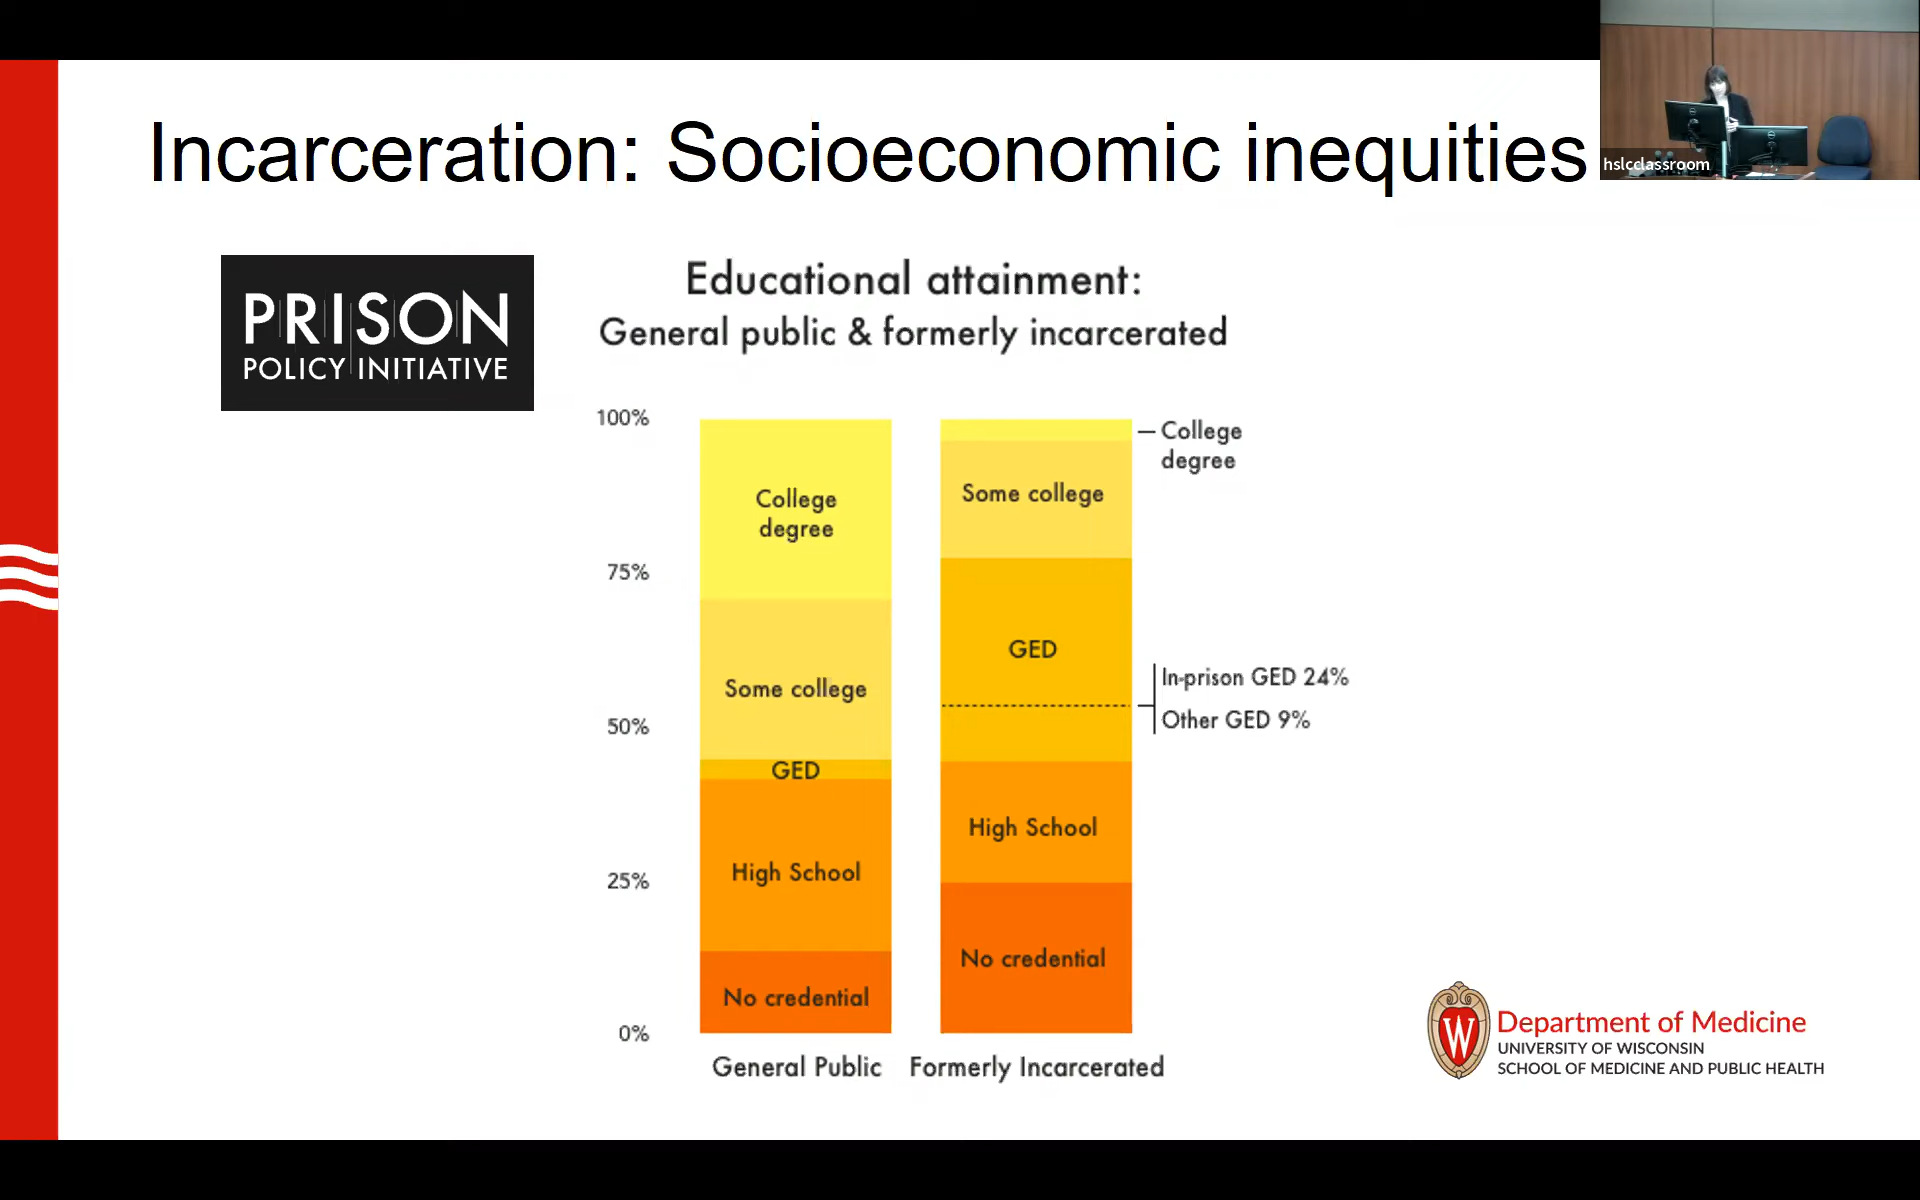 Incarceration: Socioeconomic inequities
hslcclassroom
PRISON
POLICY INITIATIVE
Educational attainment:
General public & formerly incarcerated
100%
75%
50%
25%
0%
College
degree
Some college
GED
High School
No credential
General Public
Some college
GED
High School
No credential
Formerly Incarcerated
College
degree
In-prison GED 24%
Other GED 9%
W
Department of Medicine
UNIVERSITY OF WISCONSIN
SCHOOL OF MEDICINE AND PUBLIC HEALTH